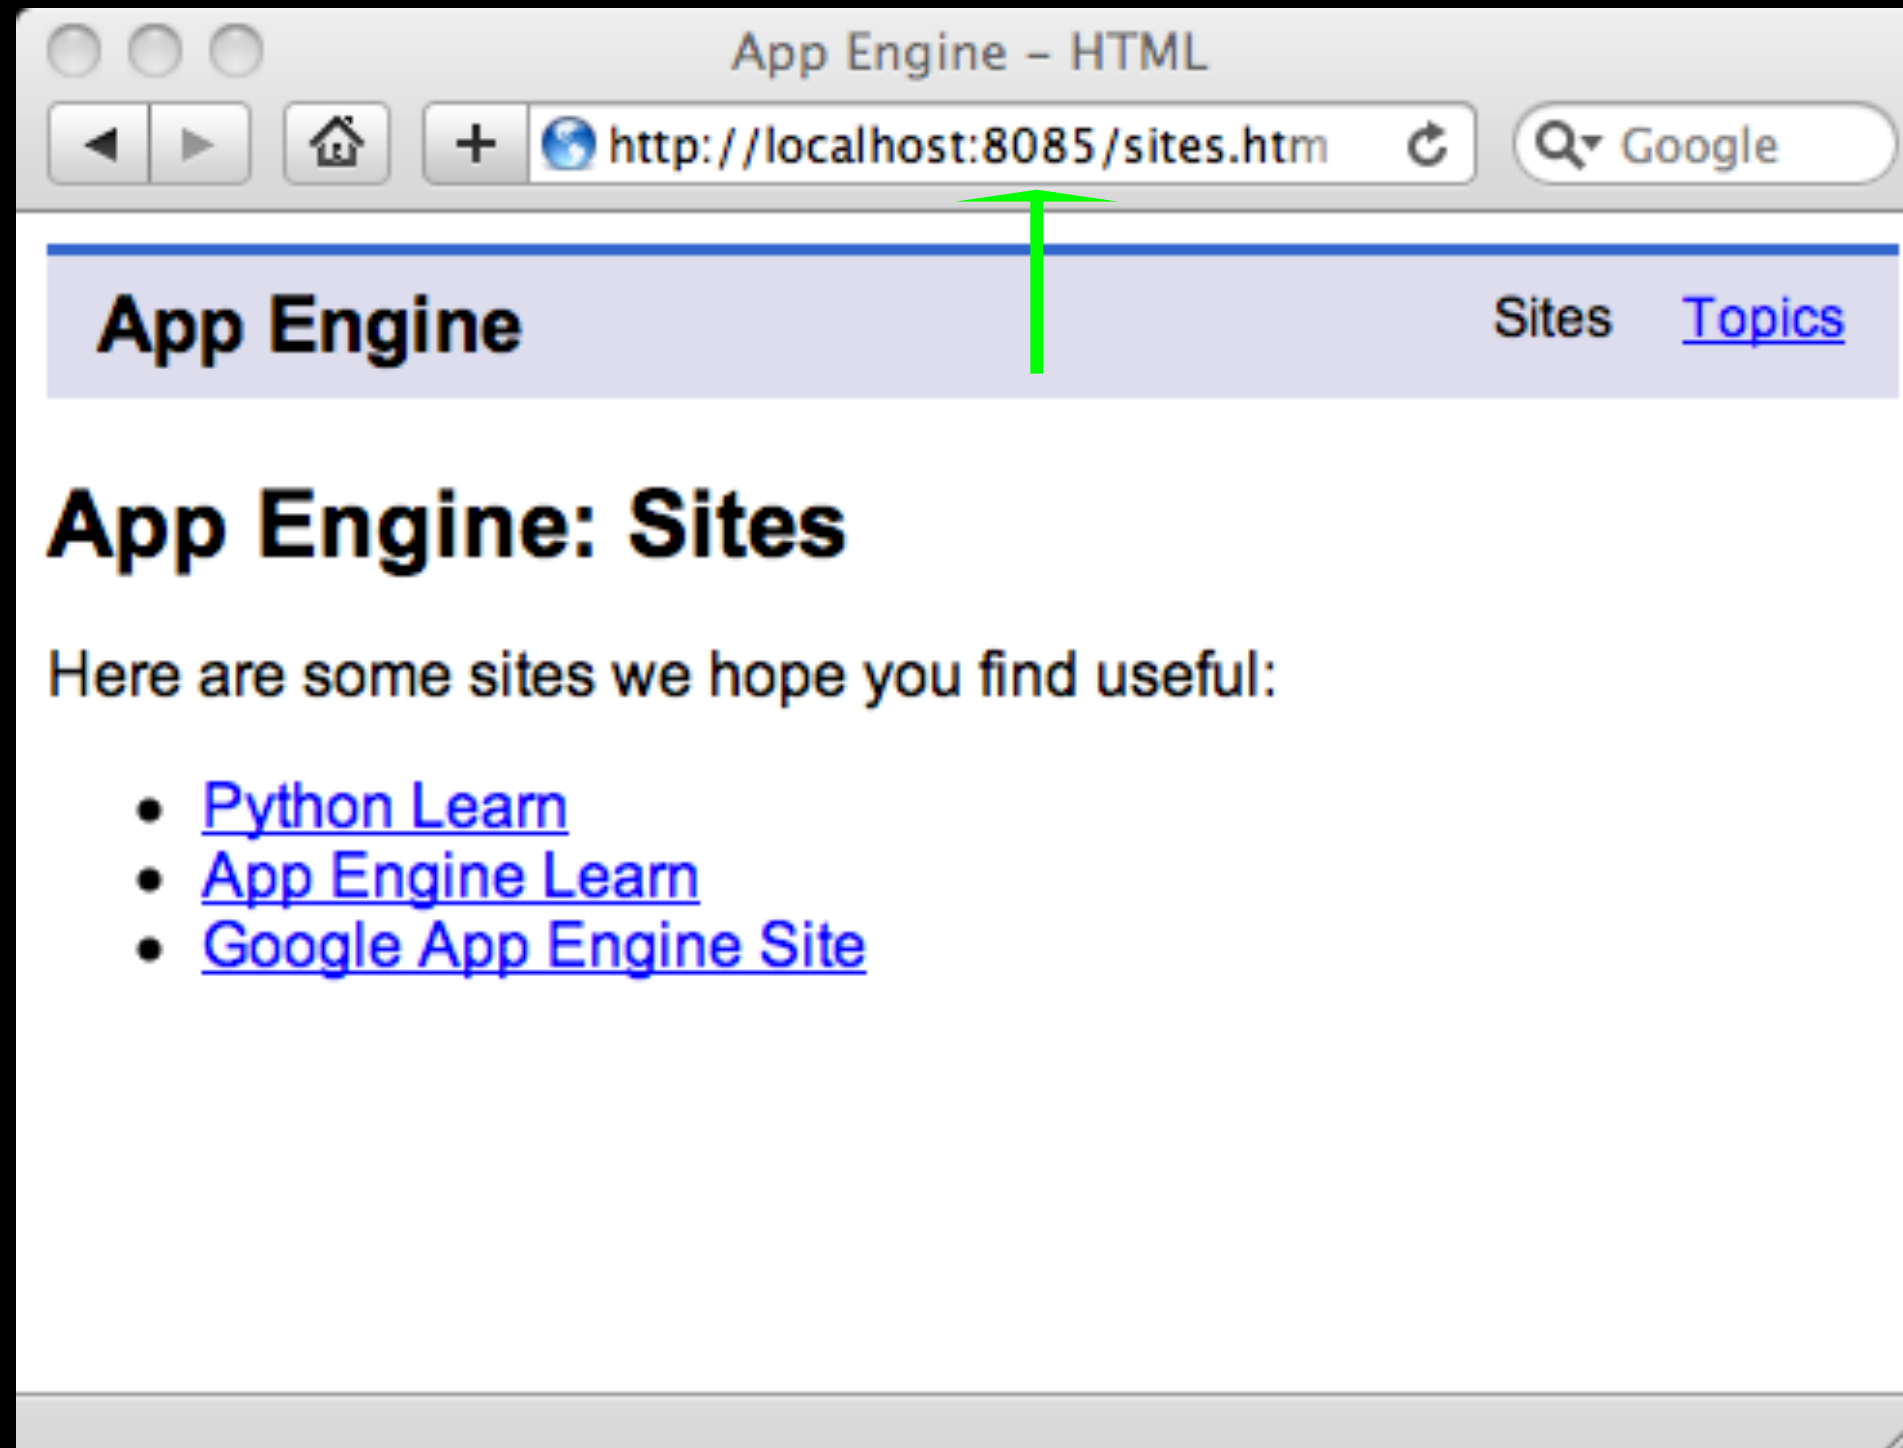 App Engine – HTML
http://localhost:8085/sites.htm
Google
App Engine
Sites
Topics
App Engine: Sites
Here are some sites we hope you find useful:
Python Learn
App Engine Learn
Google App Engine Site